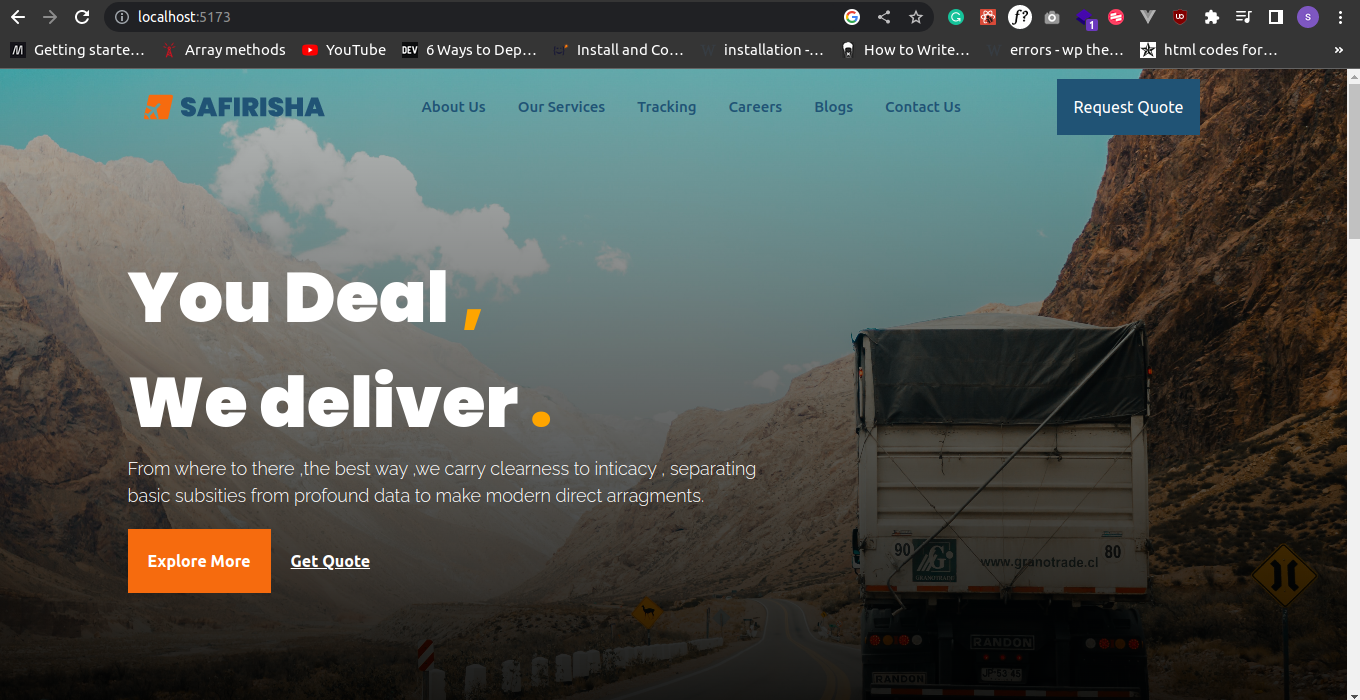 localhost:5173
1
S
Getting starte...
Array methods
YouTube
DEV 6 Ways to Dep...
Install and Co...
installation -...
How to Write...
errors - wp the...
html codes for...
»
SAFIRISHA
About Us
Our Services
Tracking
Careers
Blogs
Contact Us
Request Quote
You Deal ,
We deliver .
From where to there ,the best way ,we carry clearness to inticacy , separating
basic subsities from profound data to make modern direct arragments.
Explore More
Get Quote
90
GRANOTRADE
www.granotrade.cl
80
RANDON
RANDON